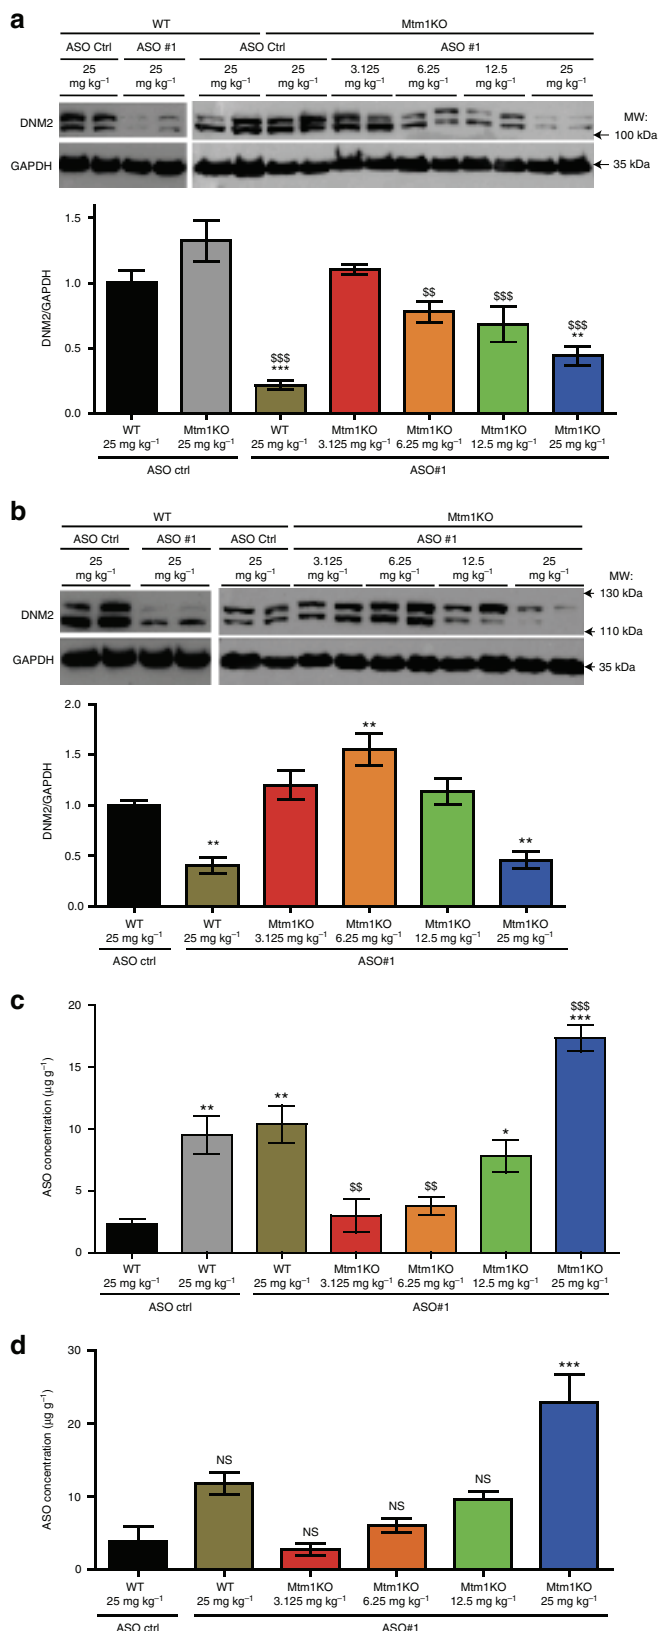 a
WT
Mtm1KO
ASO Ctrl
ASO #1
ASO Ctrl
ASO #1
25
mg kg⁻¹
25
mg kg⁻¹
25
mg kg⁻¹
25
mg kg⁻¹
3.125
mg kg⁻¹
6.25
mg kg⁻¹
12.5
mg kg⁻¹
25
mg kg⁻¹
DNM2
MW:
100 kDa
GAPDH
35 kDa
DNM2/GAPDH
1.5
1.0
0.5
0.0
$$$
***
$$
$$$
$$$
**
WT
25 mg kg⁻¹
Mtm1KO
25 mg kg⁻¹
WT
25 mg kg⁻¹
Mtm1KO
3.125 mg kg⁻¹
Mtm1KO
6.25 mg kg⁻¹
Mtm1KO
12.5 mg kg⁻¹
Mtm1KO
25 mg kg⁻¹
ASO ctrl
ASO#1
b
WT
Mtm1KO
ASO Ctrl
ASO #1
ASO Ctrl
ASO #1
25
mg kg⁻¹
25
mg kg⁻¹
25
mg kg⁻¹
3.125
mg kg⁻¹
6.25
mg kg⁻¹
12.5
mg kg⁻¹
25
mg kg⁻¹
MW:
130 kDa
DNM2
110 kDa
GAPDH
35 kDa
DNM2/GAPDH
2.0
1.5
1.0
0.5
0.0
**
**
**
WT
25 mg kg⁻¹
WT
25 mg kg⁻¹
Mtm1KO
3.125 mg kg⁻¹
Mtm1KO
6.25 mg kg⁻¹
Mtm1KO
12.5 mg kg⁻¹
Mtm1KO
25 mg kg⁻¹
ASO ctrl
ASO#1
c
ASO concentration (µg g⁻¹)
20
15
10
5
0
**
**
$$
$$
*
$$$
***
WT
25 mg kg⁻¹
WT
25 mg kg⁻¹
WT
25 mg kg⁻¹
Mtm1KO
3.125 mg kg⁻¹
Mtm1KO
6.25 mg kg⁻¹
Mtm1KO
12.5 mg kg⁻¹
Mtm1KO
25 mg kg⁻¹
ASO ctrl
ASO#1
d
ASO concentration (µg g⁻¹)
30
20
10
0
NS
NS
NS
NS
***
WT
25 mg kg⁻¹
WT
25 mg kg⁻¹
Mtm1KO
3.125 mg kg⁻¹
Mtm1KO
6.25 mg kg⁻¹
Mtm1KO
12.5 mg kg⁻¹
Mtm1KO
25 mg kg⁻¹
ASO ctrl
ASO#1